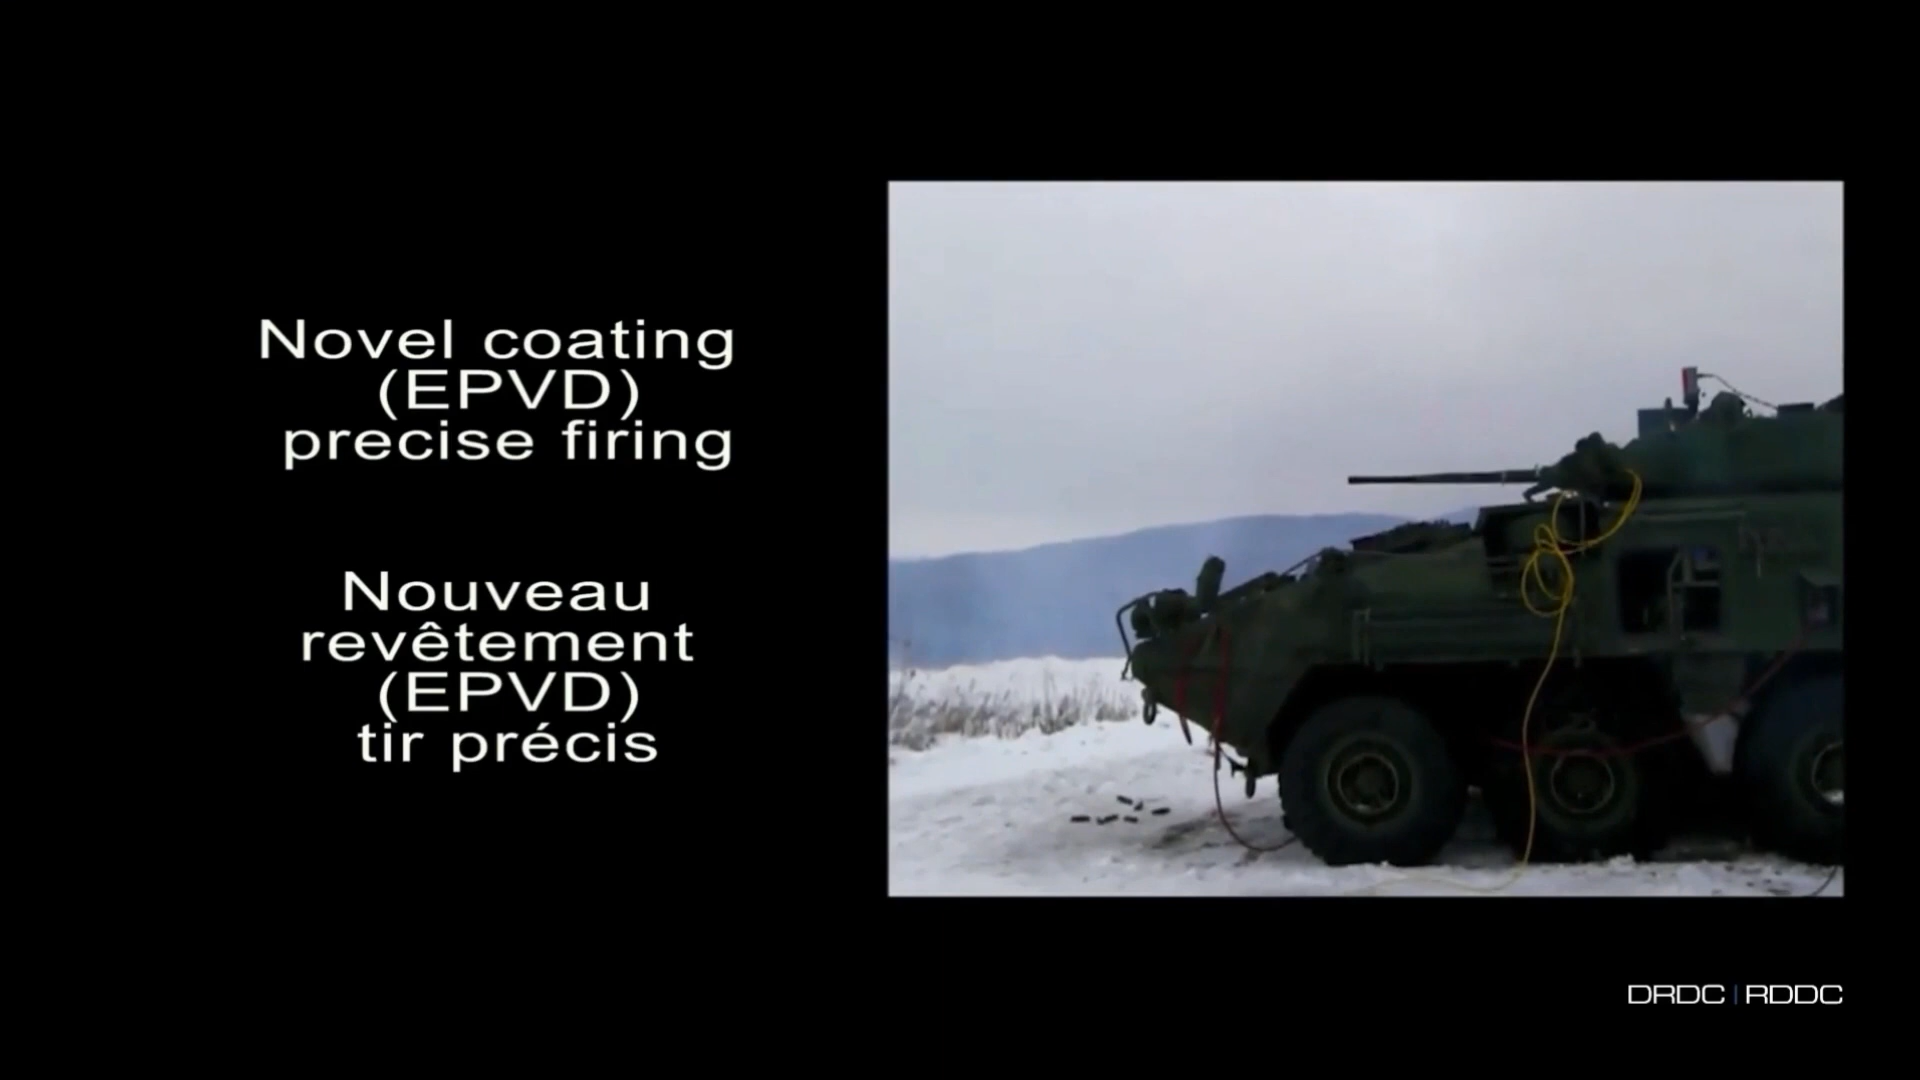 Novel coating
(EPVD)
precise firing
Nouveau
revêtement
(EPVD)
tir précis
DRDC | RDDC